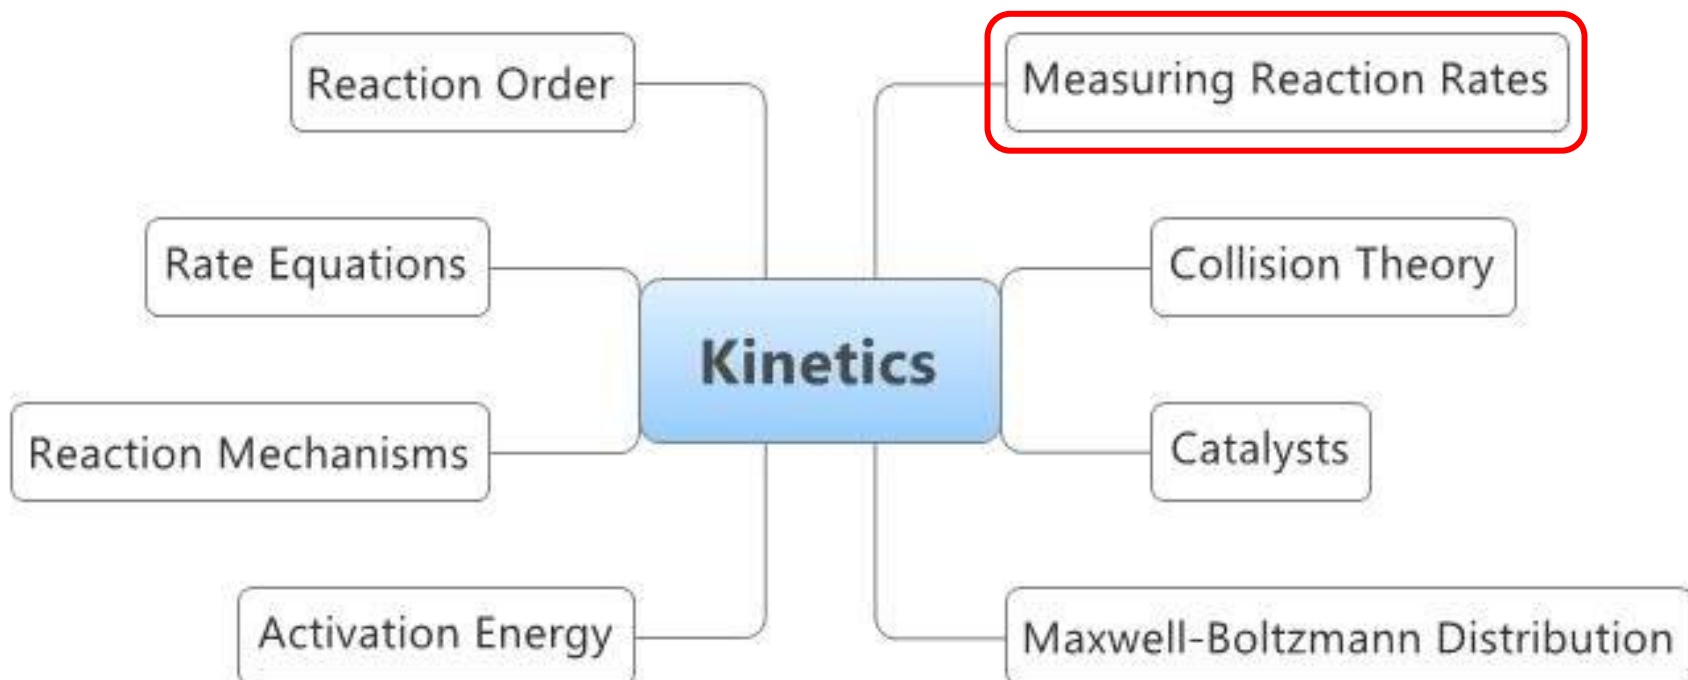 Reaction Order
Measuring Reaction Rates
Rate Equations
Collision Theory
Kinetics
Reaction Mechanisms
Catalysts
Activation Energy
Maxwell-Boltzmann Distribution